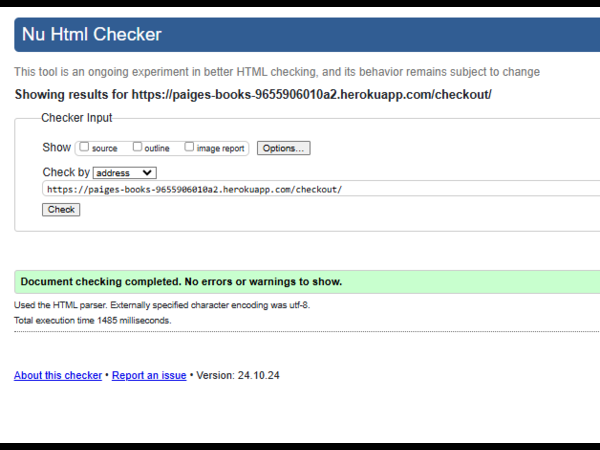 Nu Html Checker
This tool is an ongoing experiment in better HTML checking, and its behavior remains subject to change
Showing results for https://paiges-books-9655906010a2.herokuapp.com/checkout/
Checker Input
Show source outline image report Options...
Check by address
https://paiges-books-9655906010a2.herokuapp.com/checkout/
Check
Document checking completed. No errors or warnings to show.
Used the HTML parser. Externally specified character encoding was utf-8.
Total execution time 1485 milliseconds.
About this checker • Report an issue • Version: 24.10.24